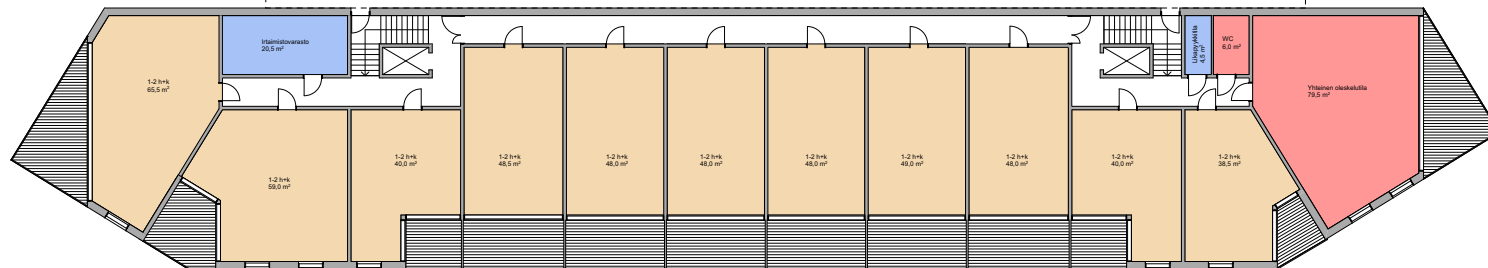 Irtaimistovarasto
20,5 m²
Likapyykkitila
4,5 m²
WC
6,0 m²
1-2 h+k
65,5 m²
Yhteinen oleskelutila
79,5 m²
1-2 h+k
59,0 m²
1-2 h+k
40,0 m²
1-2 h+k
48,5 m²
1-2 h+k
48,0 m²
1-2 h+k
48,0 m²
1-2 h+k
48,0 m²
1-2 h+k
49,0 m²
1-2 h+k
48,0 m²
1-2 h+k
40,0 m²
1-2 h+k
38,5 m²